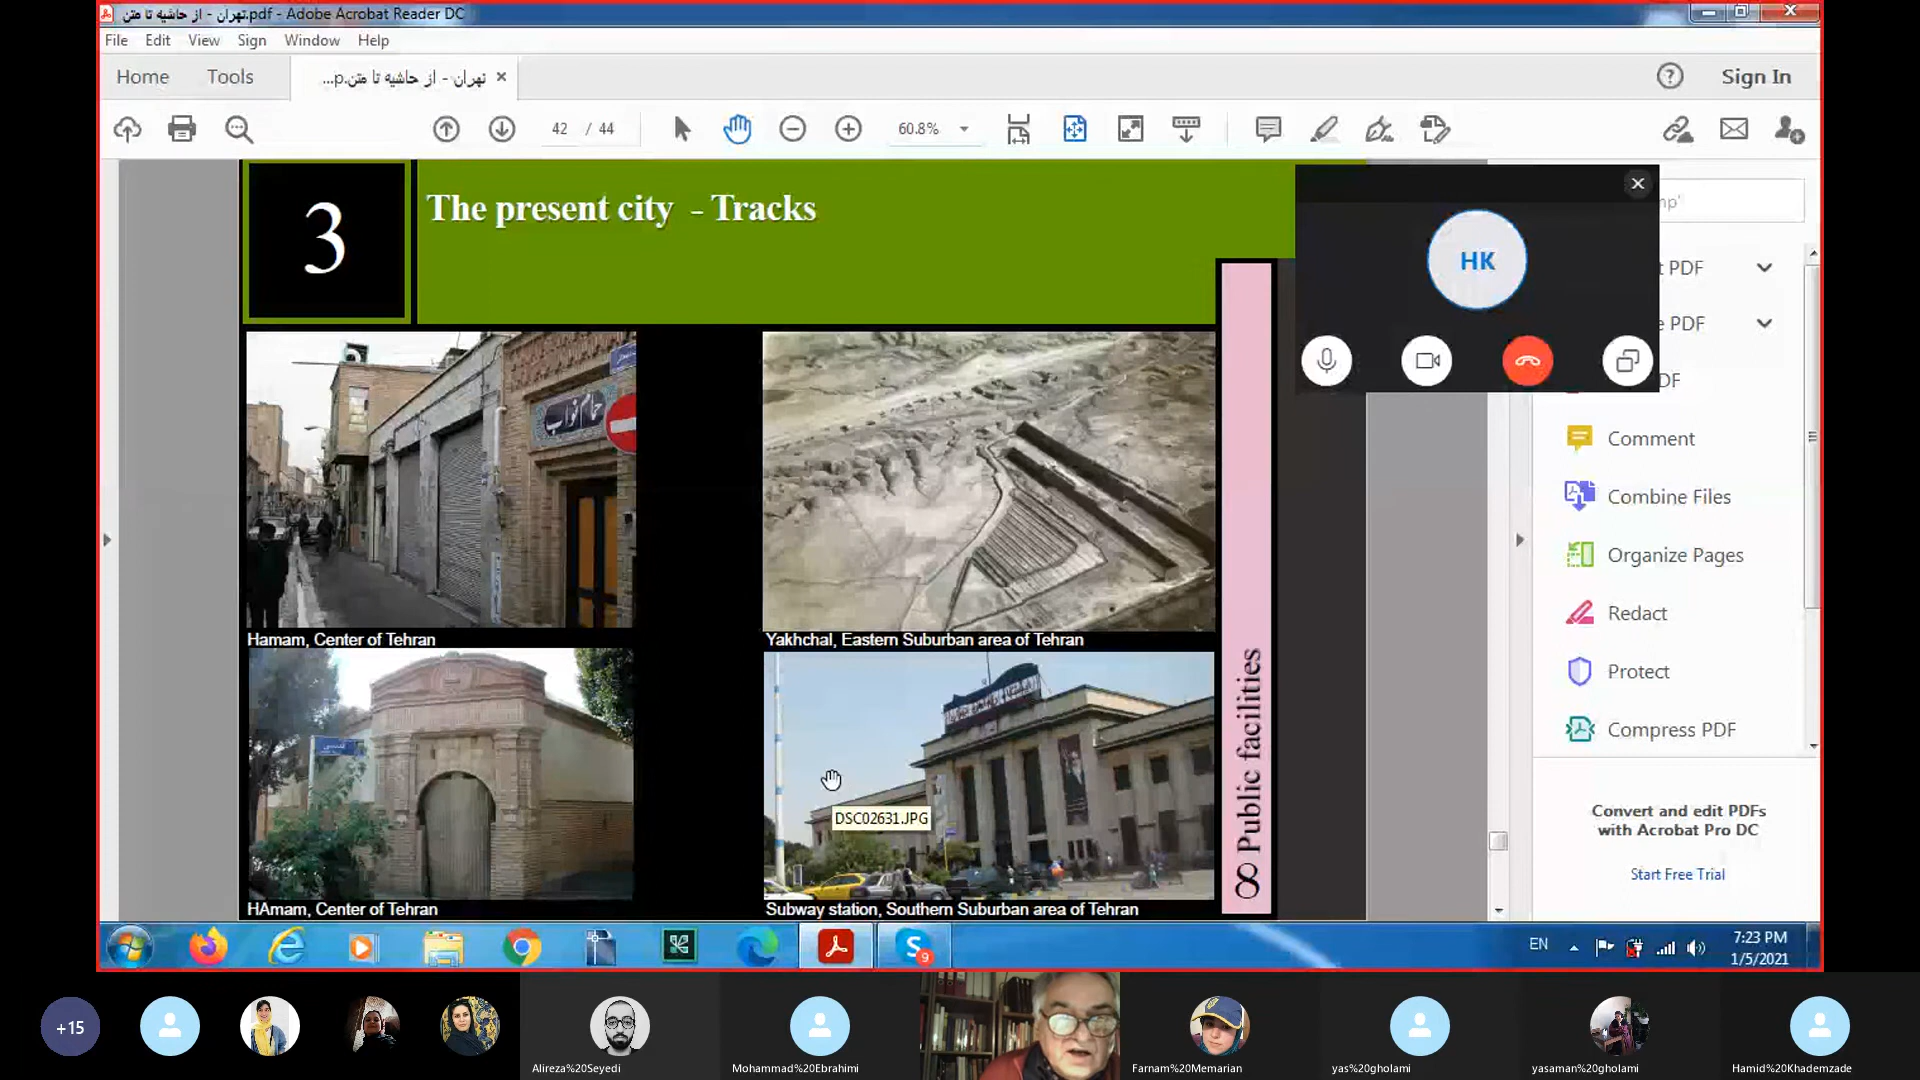 تهران - از حاشیه تا متن.pdf - Adobe Acrobat Reader DC
File Edit View Sign Window Help
Home Tools تهران - از حاشیه تا متن.p...
Sign In
42 / 44
60.8%
3
The present city - Tracks
HK
حمام نواب
Hamam, Center of Tehran
Yakhchal, Eastern Suburban area of Tehran
DSC02631.JPG
HAmam, Center of Tehran
Subway station, Southern Suburban area of Tehran
8 Public facilities
mp'
t PDF
e PDF
DF
Comment
Combine Files
Organize Pages
Redact
Protect
Compress PDF
Convert and edit PDFs
with Acrobat Pro DC
Start Free Trial
9
EN
7:23 PM
1/5/2021
+15
Alireza%20Seyedi
Mohammad%20Ebrahimi
Farnam%20Memarian
yas%20gholami
yasaman%20gholami
Hamid%20Khademzade